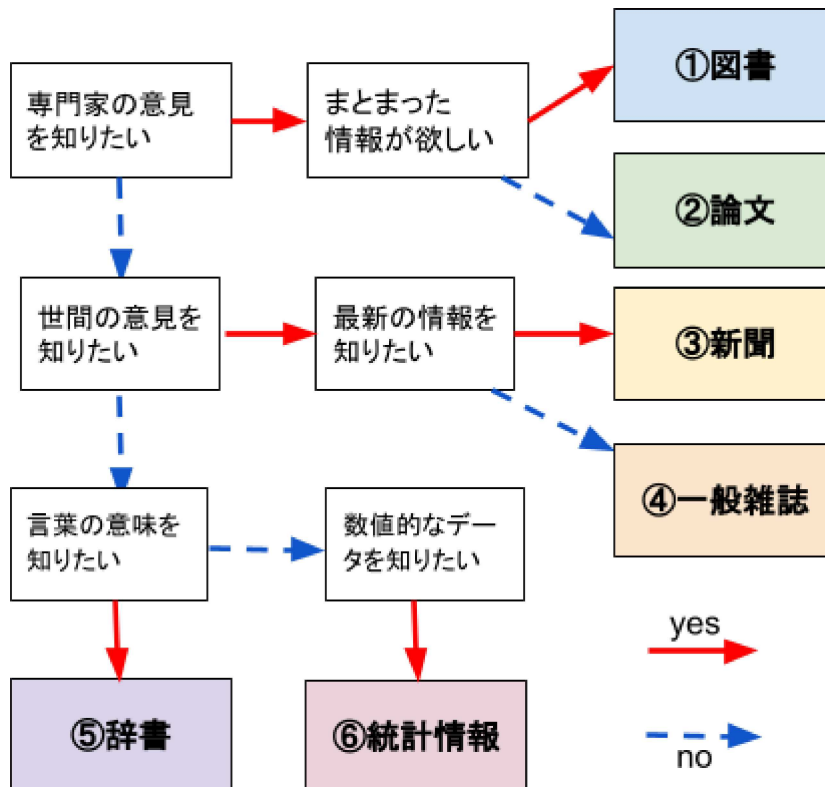 専門家の意見
を知りたい
まとまった
情報が欲しい
①図書
②論文
世間の意見を
知りたい
最新の情報を
知りたい
③新聞
④一般雑誌
言葉の意味を
知りたい
数値的なデー
タを知りたい
yes
⑤辞書
⑥統計情報
no